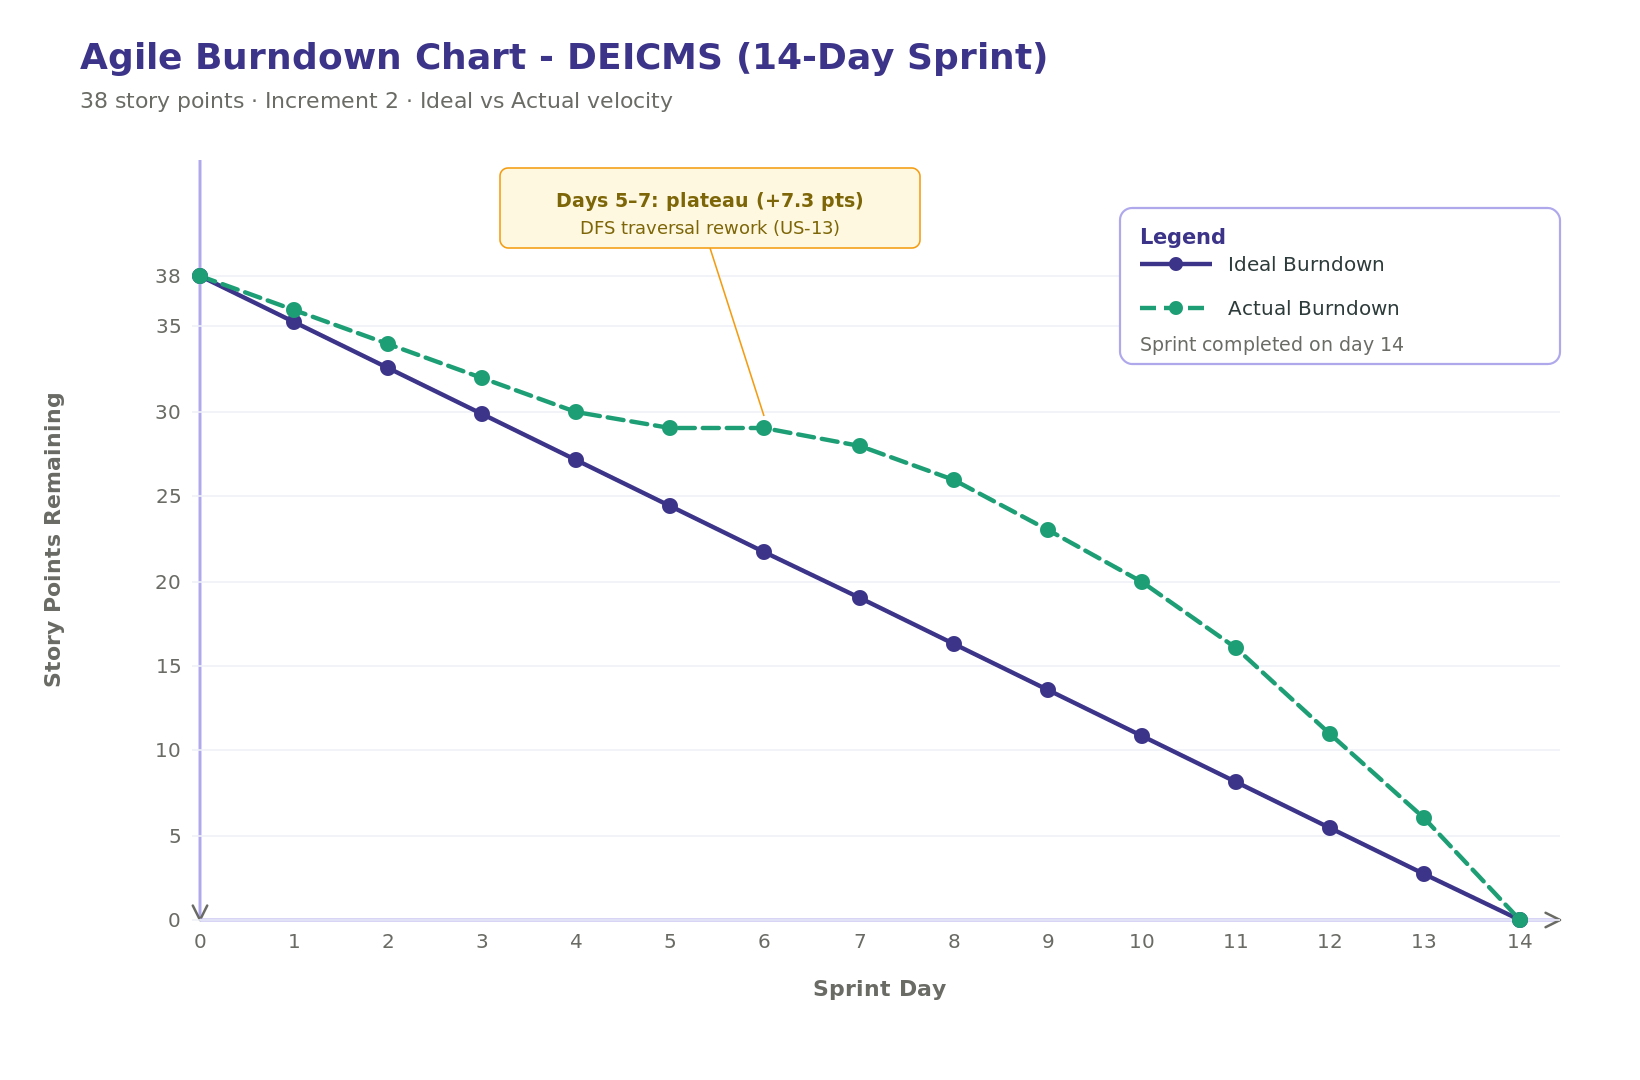 Agile Burndown Chart - DEICMS (14-Day Sprint)
38 story points · Increment 2 · Ideal vs Actual velocity
Days 5–7: plateau (+7.3 pts)
DFS traversal rework (US-13)
Legend
Ideal Burndown
Actual Burndown
Sprint completed on day 14
Story Points Remaining
38
35
30
25
20
15
10
5
0
0 1 2 3 4 5 6 7 8 9 10 11 12 13 14
Sprint Day